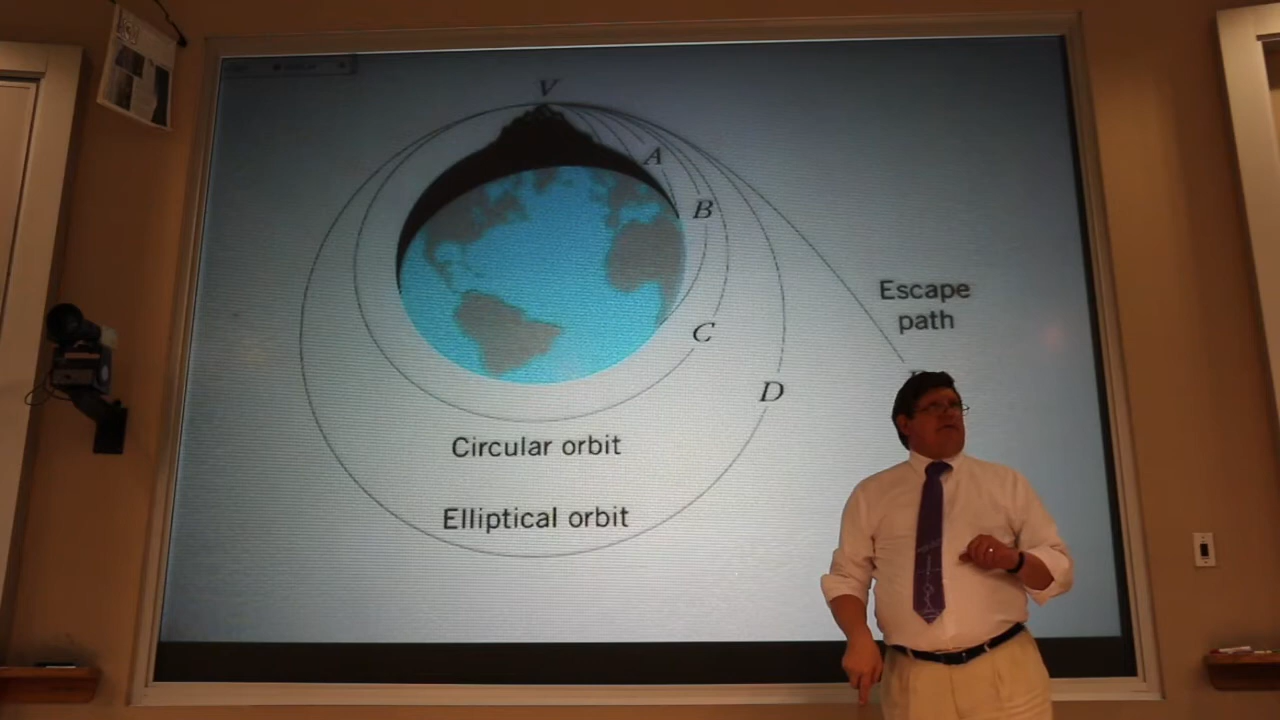 V
A
B
Escape
path
C
D
Circular orbit
Elliptical orbit